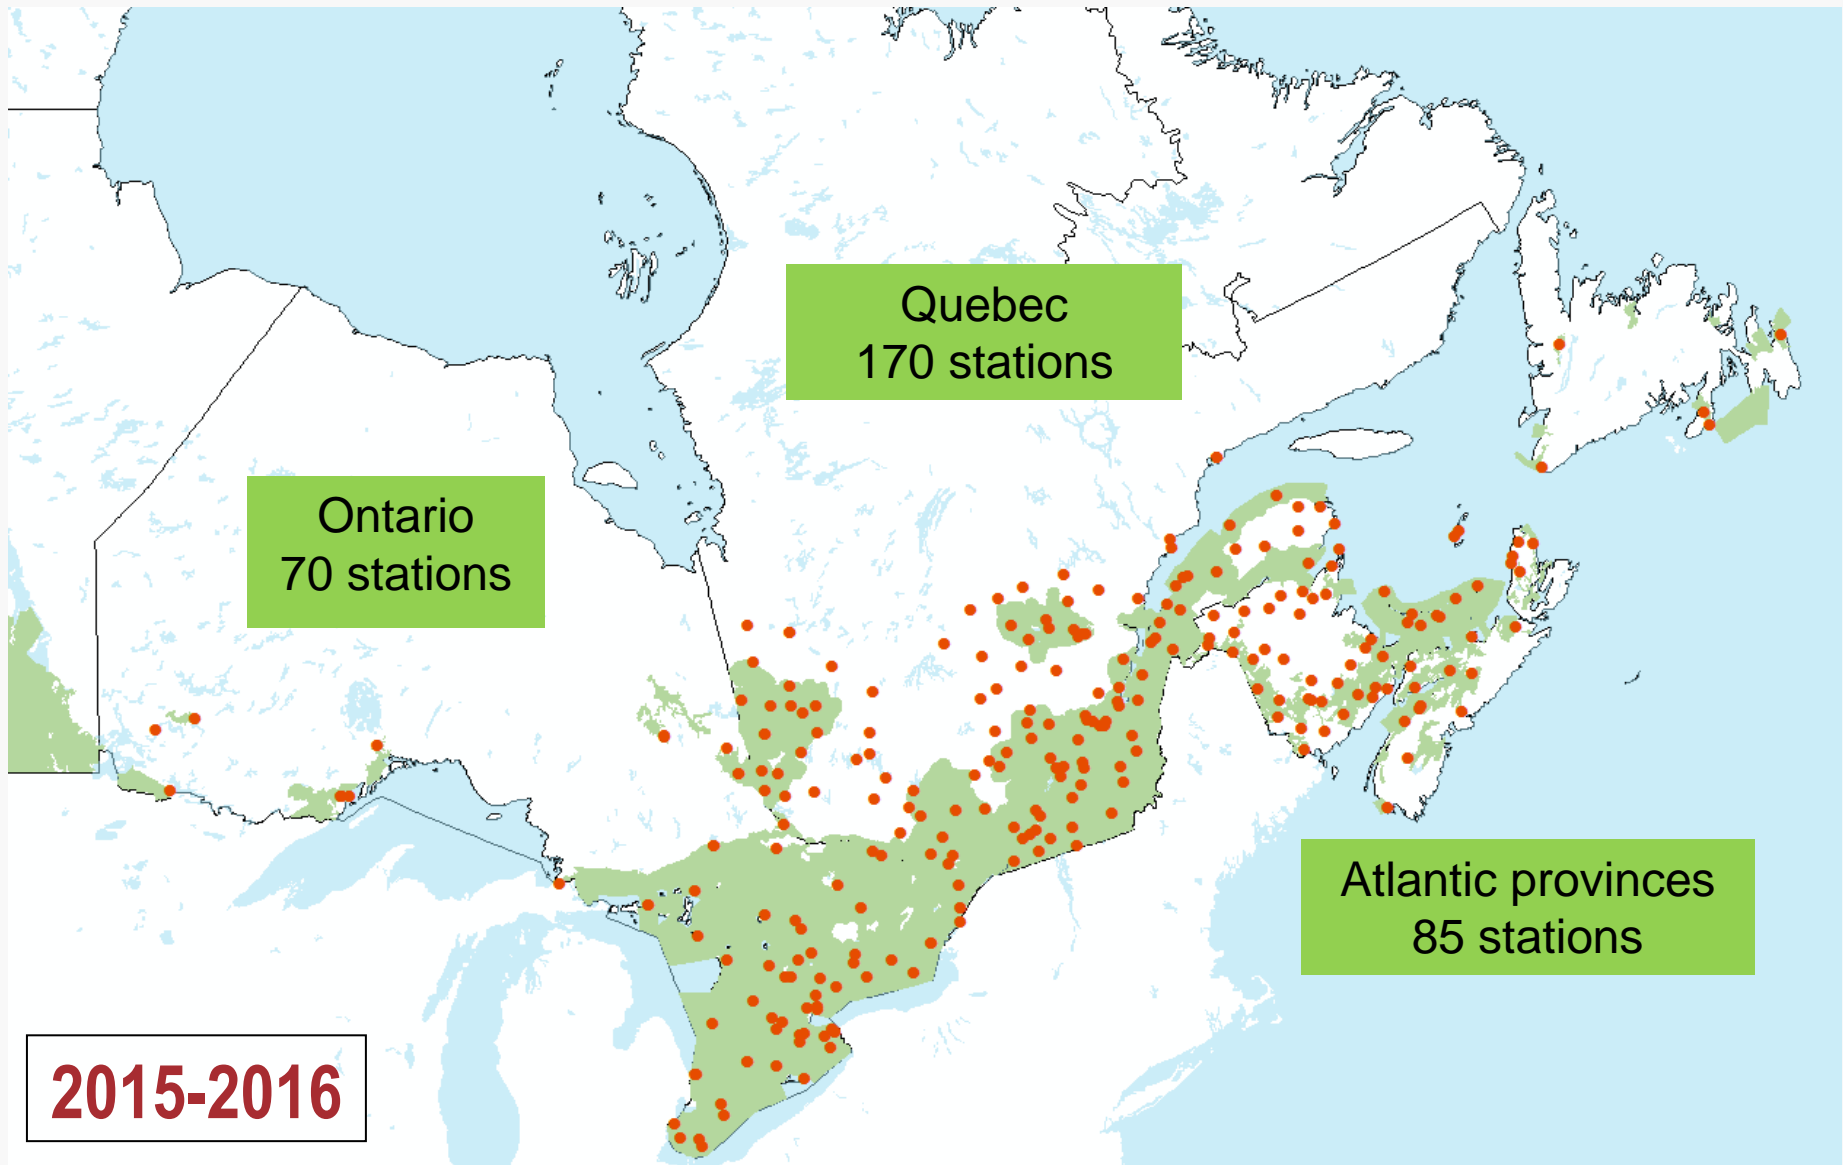 Quebec
170 stations
Ontario
70 stations
Atlantic provinces
85 stations
2015-2016